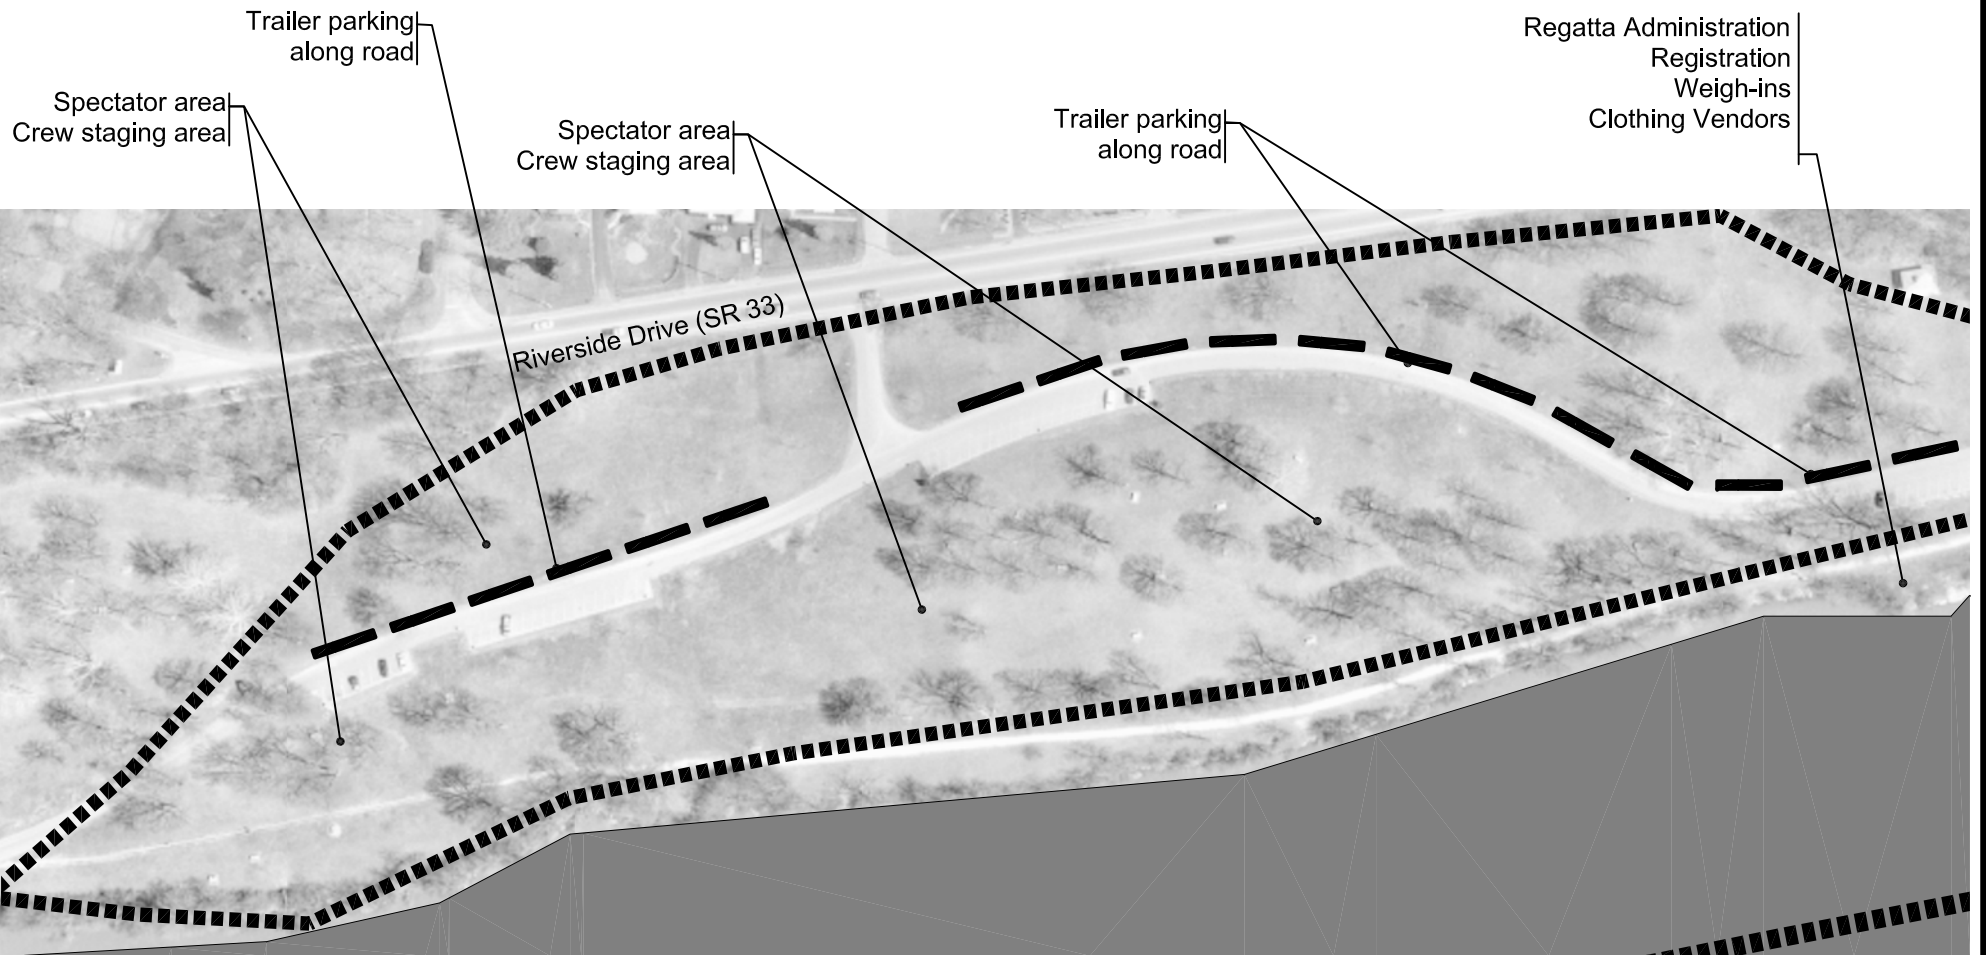 Trailer parking
along road
Spectator area
Crew staging area
Spectator area
Crew staging area
Trailer parking
along road
Regatta Administration
Registration
Weigh-ins
Clothing Vendors
Riverside Drive (SR 33)